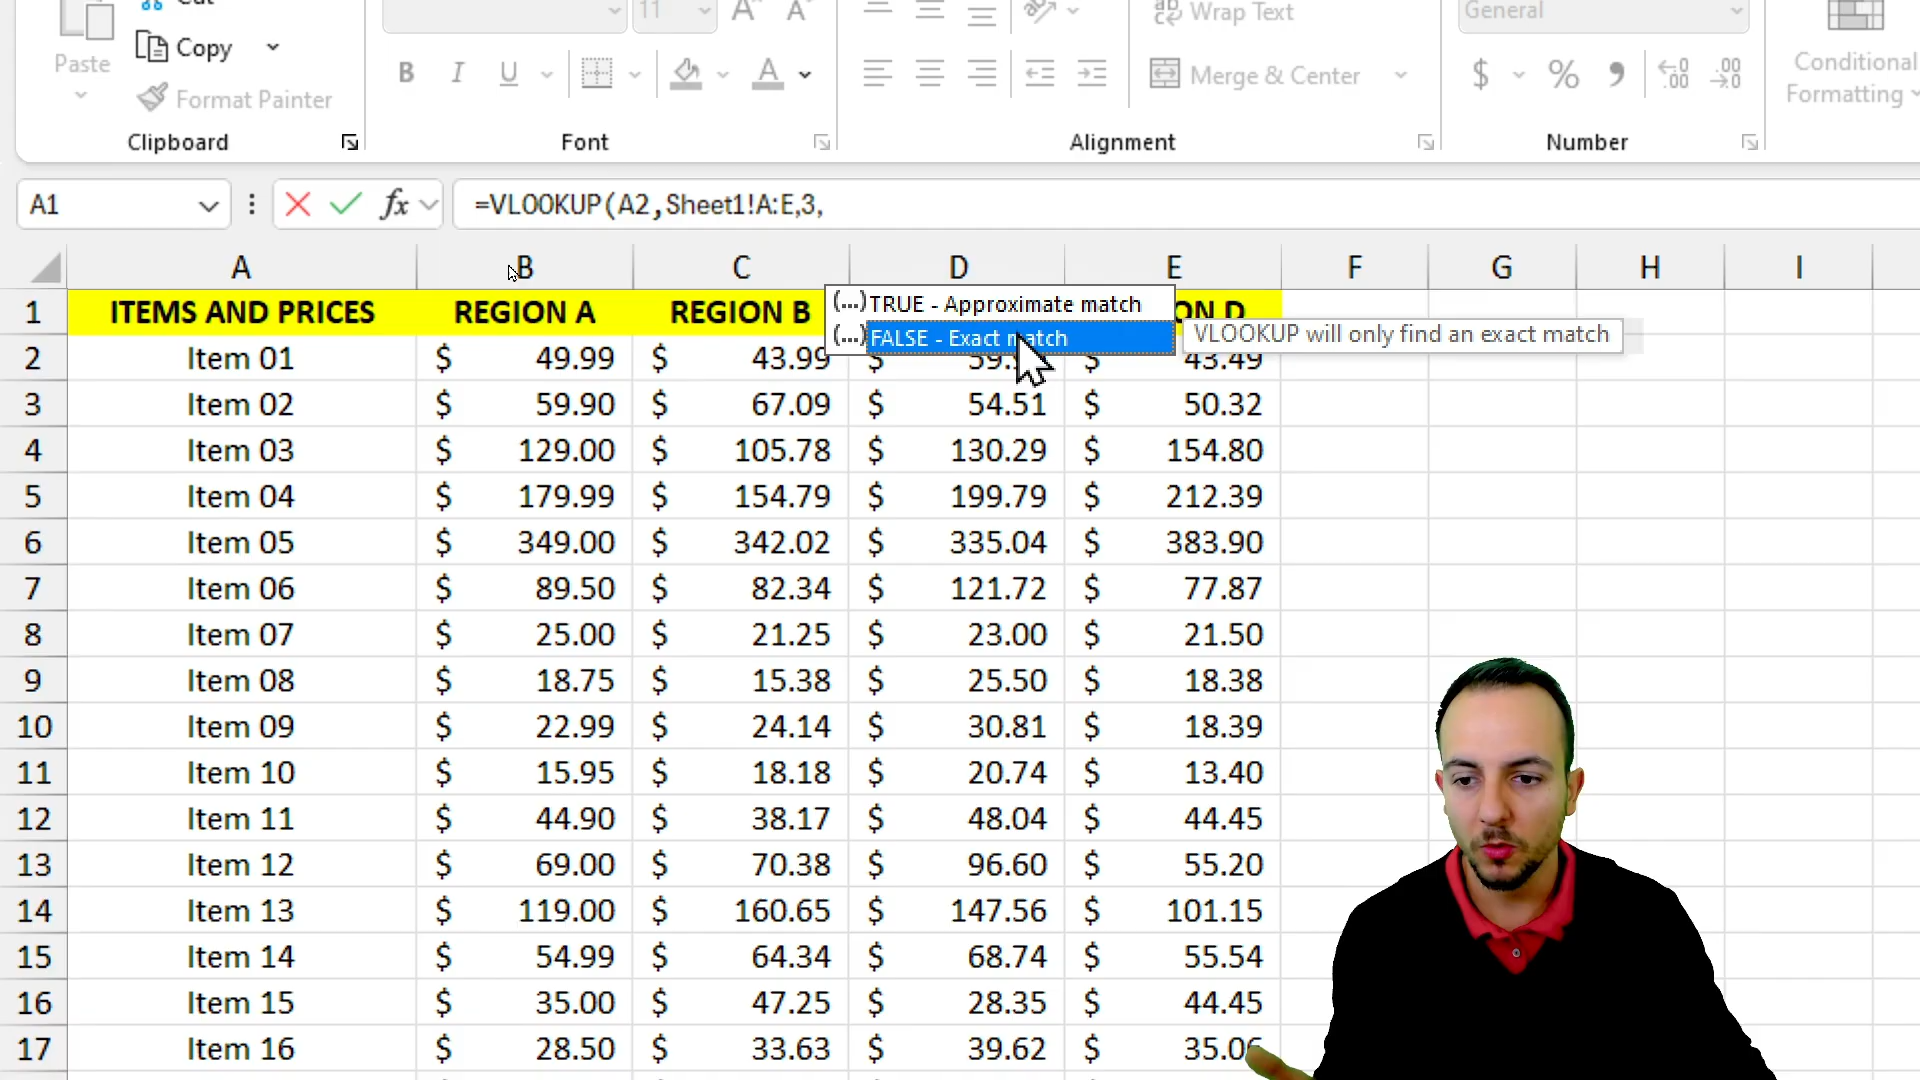 Cut
11
Wrap Text
General
Paste
Copy
B I U
A
Merge & Center
$ % 9
Conditional
Formatting
Format Painter
Clipboard
Font
Alignment
Number
A1
fx
=VLOOKUP(A2,Sheet1!A:E,3,
A B C D E F G H I
(...) TRUE - Approximate match
(...) FALSE - Exact match
VLOOKUP will only find an exact match
1 ITEMS AND PRICES REGION A REGION B ON D
2 Item 01 $ 49.99 $ 43.99 $ $ 43.49
3 Item 02 $ 59.90 $ 67.09 $ 54.51 $ 50.32
4 Item 03 $ 129.00 $ 105.78 $ 130.29 $ 154.80
5 Item 04 $ 179.99 $ 154.79 $ 199.79 $ 212.39
6 Item 05 $ 349.00 $ 342.02 $ 335.04 $ 383.90
7 Item 06 $ 89.50 $ 82.34 $ 121.72 $ 77.87
8 Item 07 $ 25.00 $ 21.25 $ 23.00 $ 21.50
9 Item 08 $ 18.75 $ 15.38 $ 25.50 $ 18.38
10 Item 09 $ 22.99 $ 24.14 $ 30.81 $ 18.39
11 Item 10 $ 15.95 $ 18.18 $ 20.74 $ 13.40
12 Item 11 $ 44.90 $ 38.17 $ 48.04 $ 44.45
13 Item 12 $ 69.00 $ 70.38 $ 96.60 $ 55.20
14 Item 13 $ 119.00 $ 160.65 $ 147.56 $ 101.15
15 Item 14 $ 54.99 $ 64.34 $ 68.74 $ 55.54
16 Item 15 $ 35.00 $ 47.25 $ 28.35 $ 44.45
17 Item 16 $ 28.50 $ 33.63 $ 39.62 $ 35.06